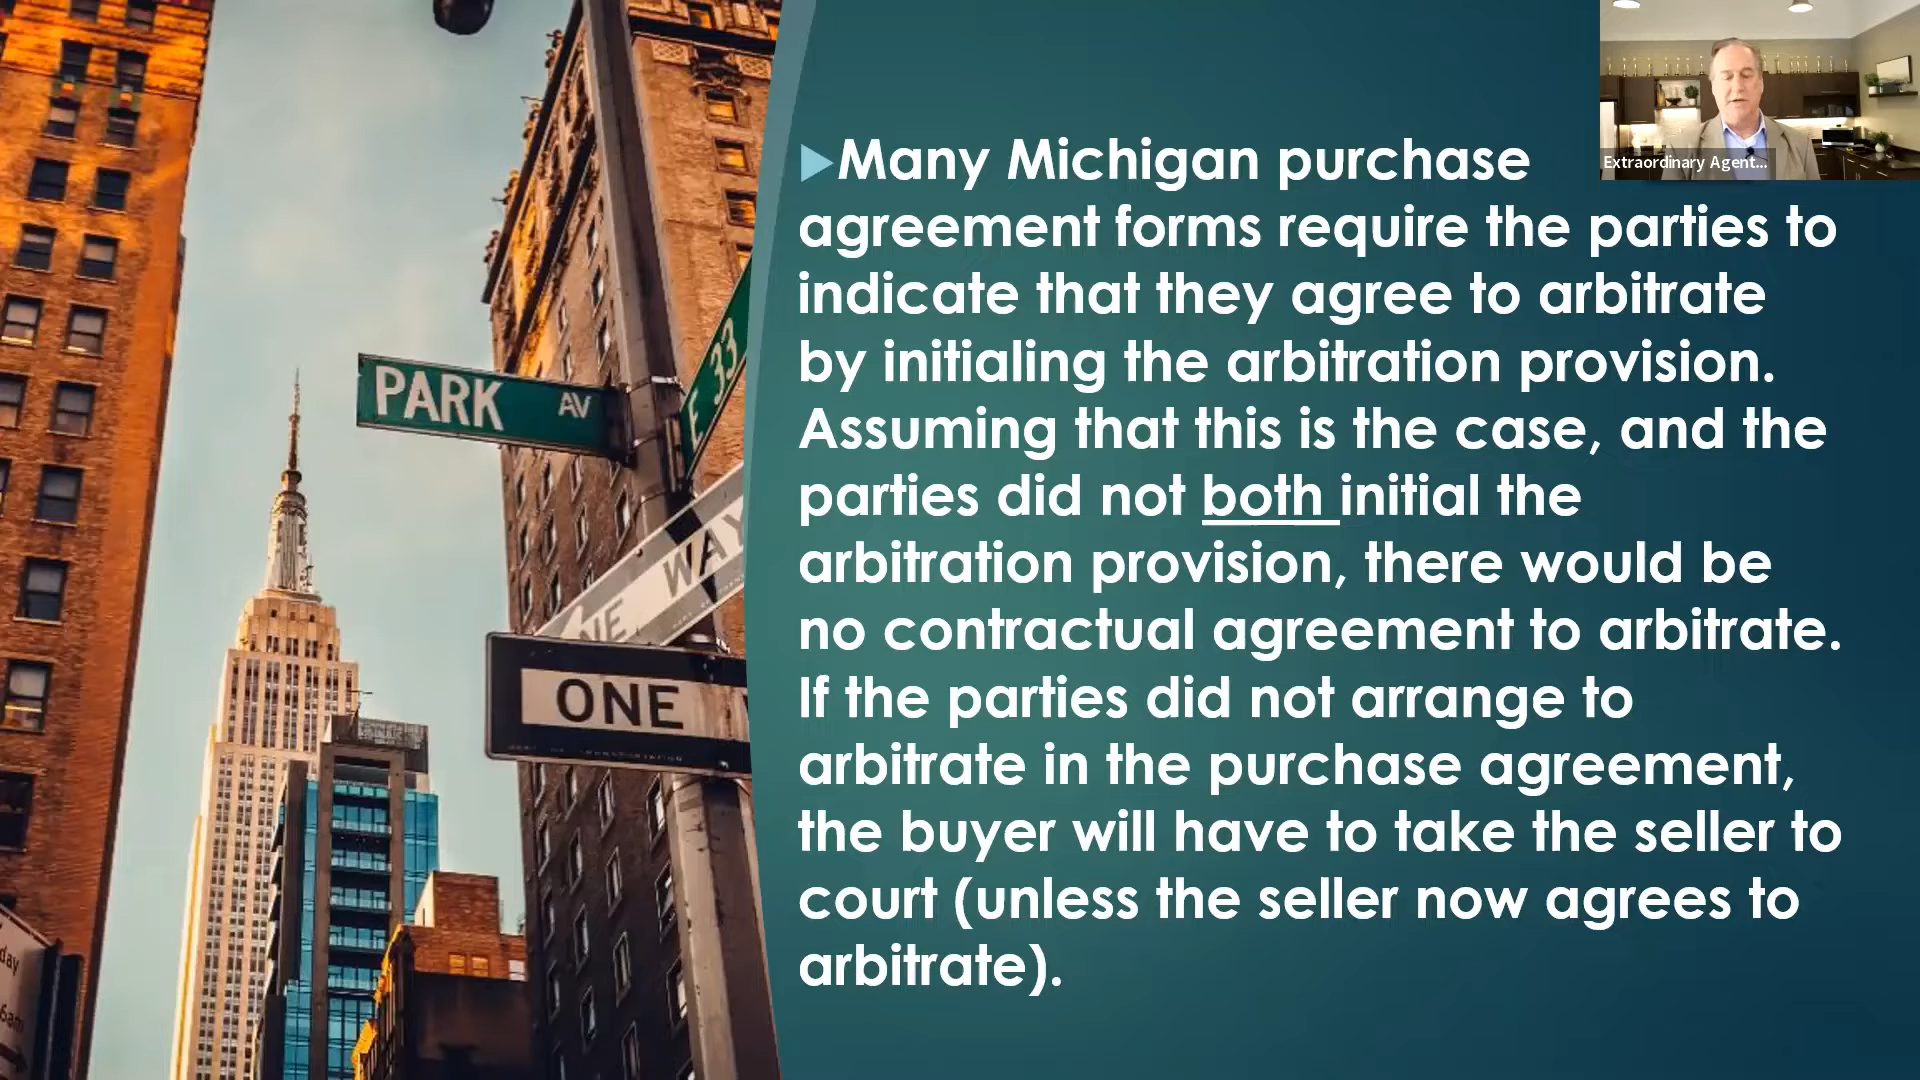 Many Michigan purchase
agreement forms require the parties to
indicate that they agree to arbitrate
by initialing the arbitration provision.
Assuming that this is the case, and the
parties did not both initial the
arbitration provision, there would be
no contractual agreement to arbitrate.
If the parties did not arrange to
arbitrate in the purchase agreement,
the buyer will have to take the seller to
court (unless the seller now agrees to
arbitrate).
Extraordinary Agent...
PARK AV
E 33
WAY
ONE
day
6am